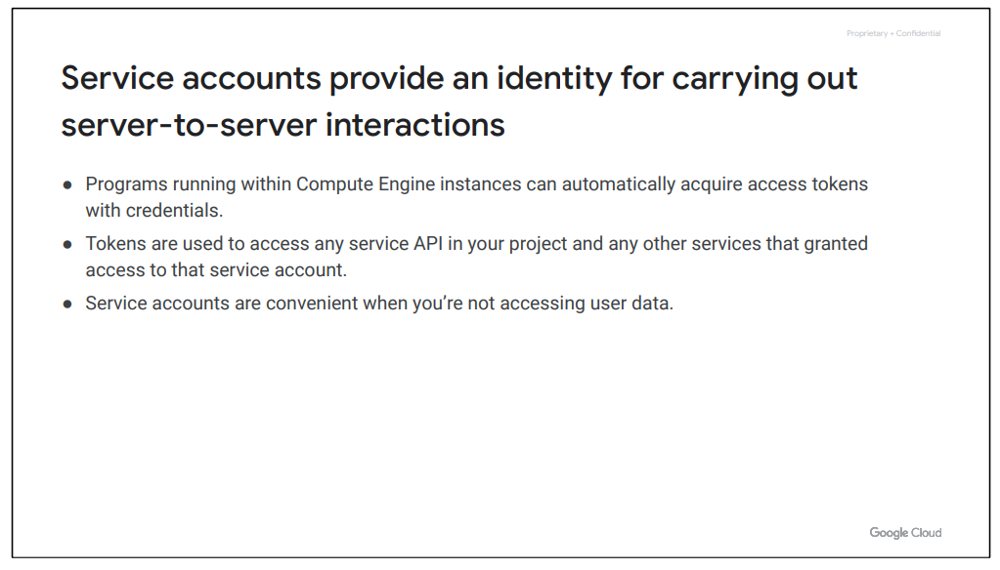 Proprietary + Confidential
Service accounts provide an identity for carrying out
server-to-server interactions
● Programs running within Compute Engine instances can automatically acquire access tokens
with credentials.
● Tokens are used to access any service API in your project and any other services that granted
access to that service account.
● Service accounts are convenient when you’re not accessing user data.
Google Cloud